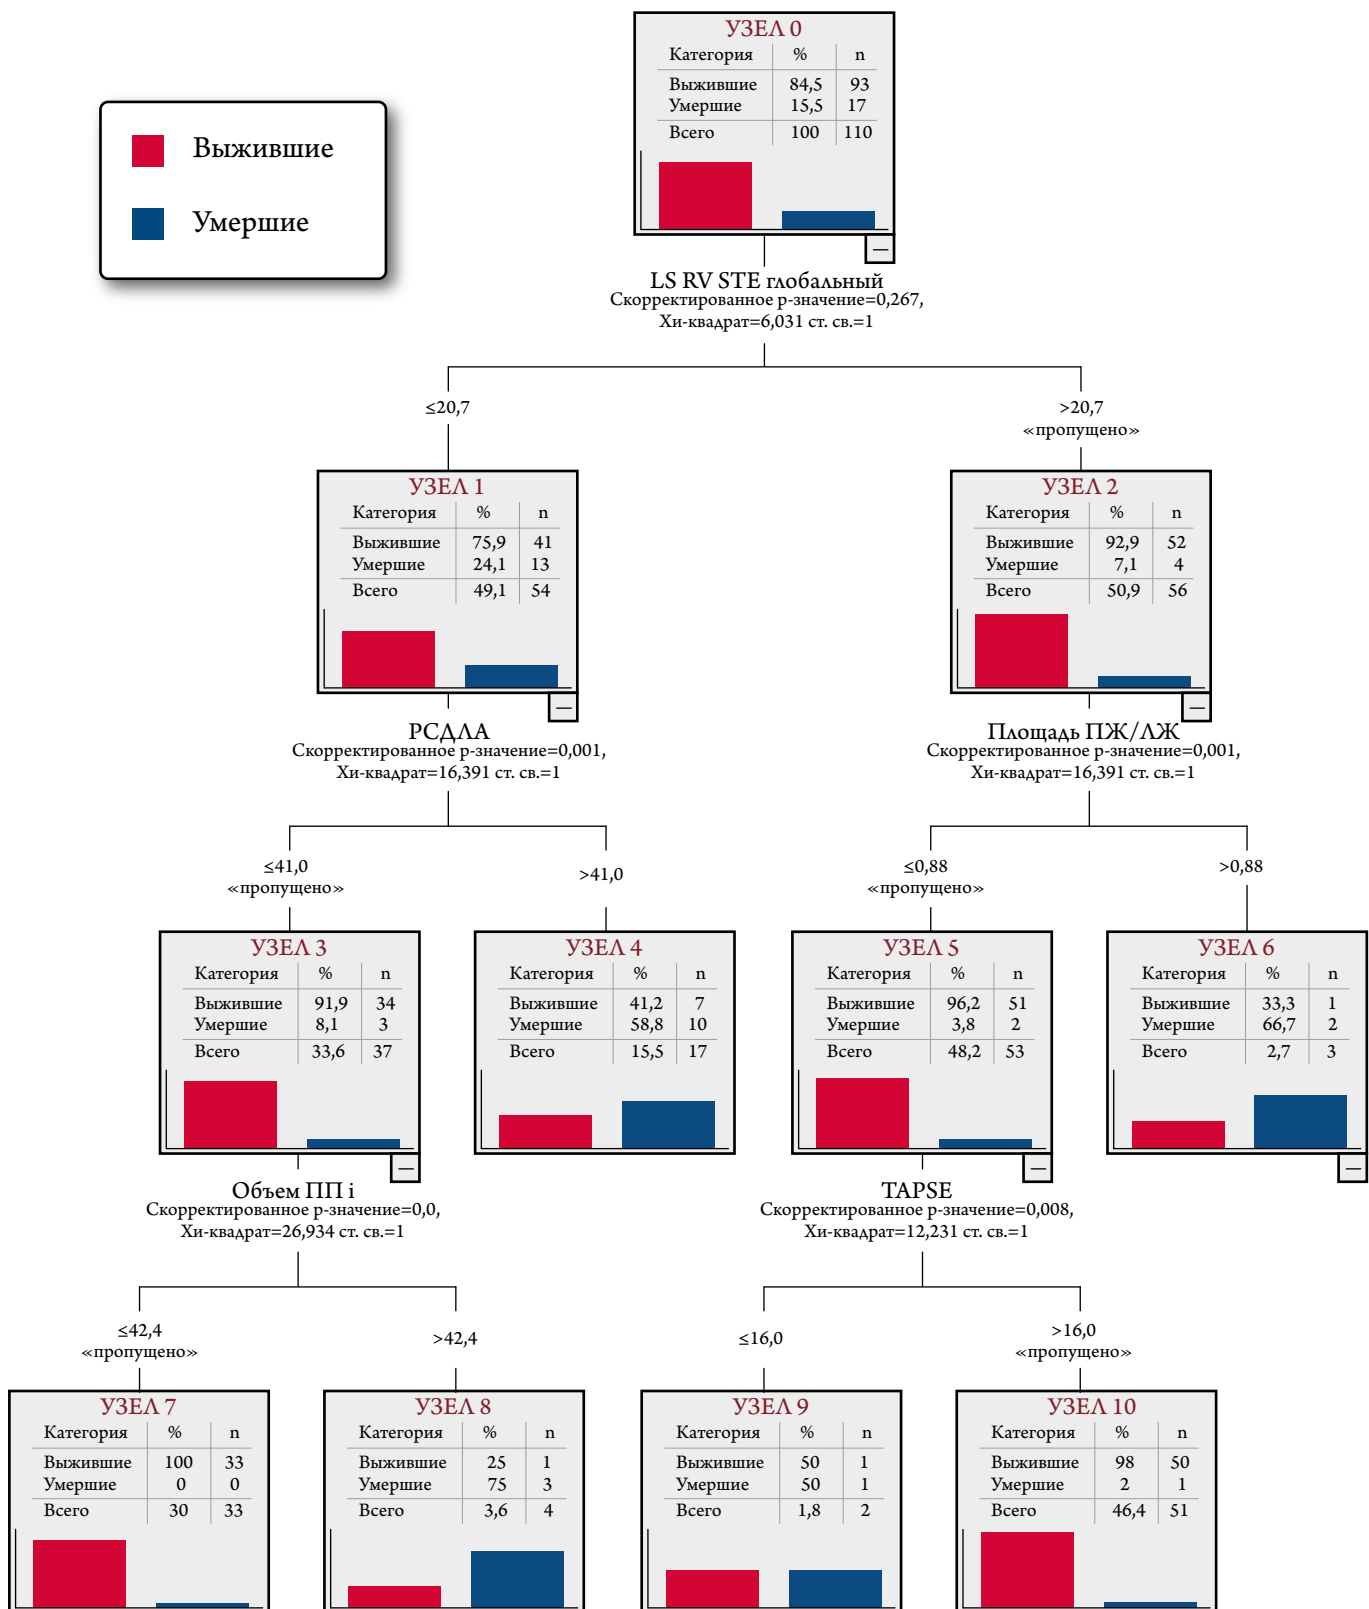 УЗЕЛ 0
Категория % n
Выжившие 84,5 93
Умершие 15,5 17
Всего 100 110
Выжившие
Умершие
LS RV STE глобальный
Скорректированное p-значение=0,267,
Хи-квадрат=6,031 ст. св.=1
≤20,7
>20,7
«пропущено»
УЗЕЛ 1
Категория % n
Выжившие 75,9 41
Умершие 24,1 13
Всего 49,1 54
УЗЕЛ 2
Категория % n
Выжившие 92,9 52
Умершие 7,1 4
Всего 50,9 56
РСДЛА
Скорректированное p-значение=0,001,
Хи-квадрат=16,391 ст. св.=1
Площадь ПЖ/ЛЖ
Скорректированное p-значение=0,001,
Хи-квадрат=16,391 ст. св.=1
≤41,0
«пропущено»
>41,0
≤0,88
«пропущено»
>0,88
УЗЕЛ 3
Категория % n
Выжившие 91,9 34
Умершие 8,1 3
Всего 33,6 37
УЗЕЛ 4
Категория % n
Выжившие 41,2 7
Умершие 58,8 10
Всего 15,5 17
УЗЕЛ 5
Категория % n
Выжившие 96,2 51
Умершие 3,8 2
Всего 48,2 53
УЗЕЛ 6
Категория % n
Выжившие 33,3 1
Умершие 66,7 2
Всего 2,7 3
Объем ПП i
Скорректированное p-значение=0,0,
Хи-квадрат=26,934 ст. св.=1
TAPSE
Скорректированное p-значение=0,008,
Хи-квадрат=12,231 ст. св.=1
≤42,4
«пропущено»
>42,4
≤16,0
>16,0
«пропущено»
УЗЕЛ 7
Категория % n
Выжившие 100 33
Умершие 0 0
Всего 30 33
УЗЕЛ 8
Категория % n
Выжившие 25 1
Умершие 75 3
Всего 3,6 4
УЗЕЛ 9
Категория % n
Выжившие 50 1
Умершие 50 1
Всего 1,8 2
УЗЕЛ 10
Категория % n
Выжившие 98 50
Умершие 2 1
Всего 46,4 51